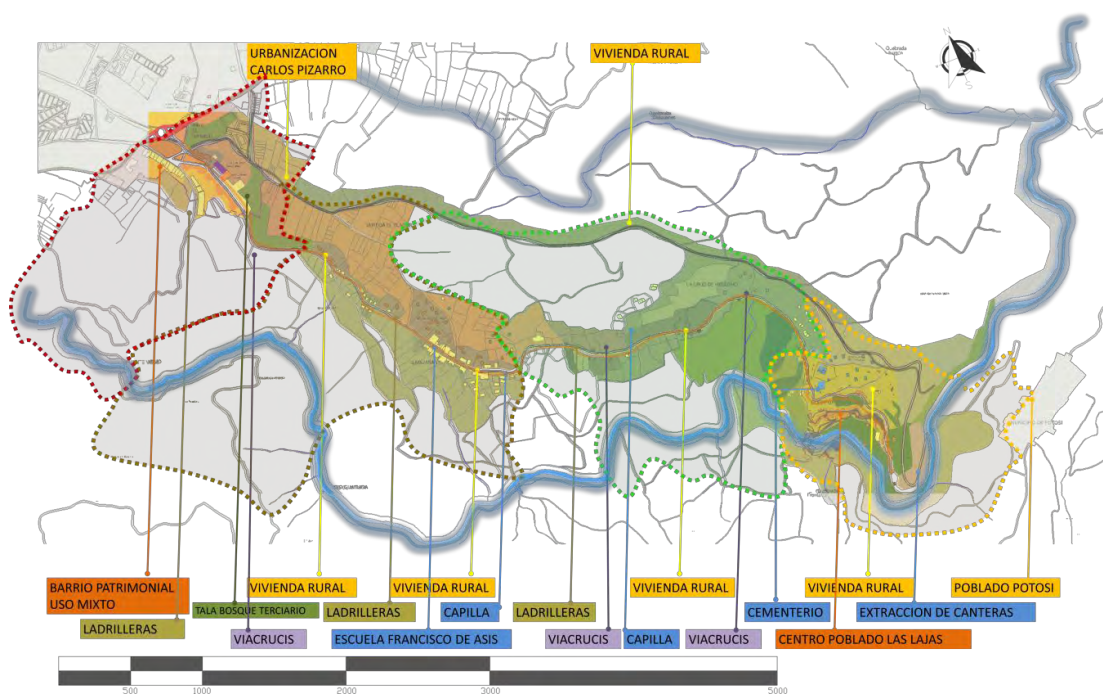 URBANIZACION
CARLOS PIZARRO
VIVIENDA RURAL
N
S
BARRIO PATRIMONIAL
USO MIXTO
VIVIENDA RURAL
VIVIENDA RURAL
VIVIENDA RURAL
VIVIENDA RURAL
POBLADO POTOSI
TALA BOSQUE TERCIARIO
LADRILLERAS
CAPILLA
LADRILLERAS
CEMENTERIO
EXTRACCION DE CANTERAS
LADRILLERAS
VIACRUCIS
ESCUELA FRANCISCO DE ASIS
VIACRUCIS
CAPILLA
VIACRUCIS
CENTRO POBLADO LAS LAJAS
500
1000
2000
3000
5000